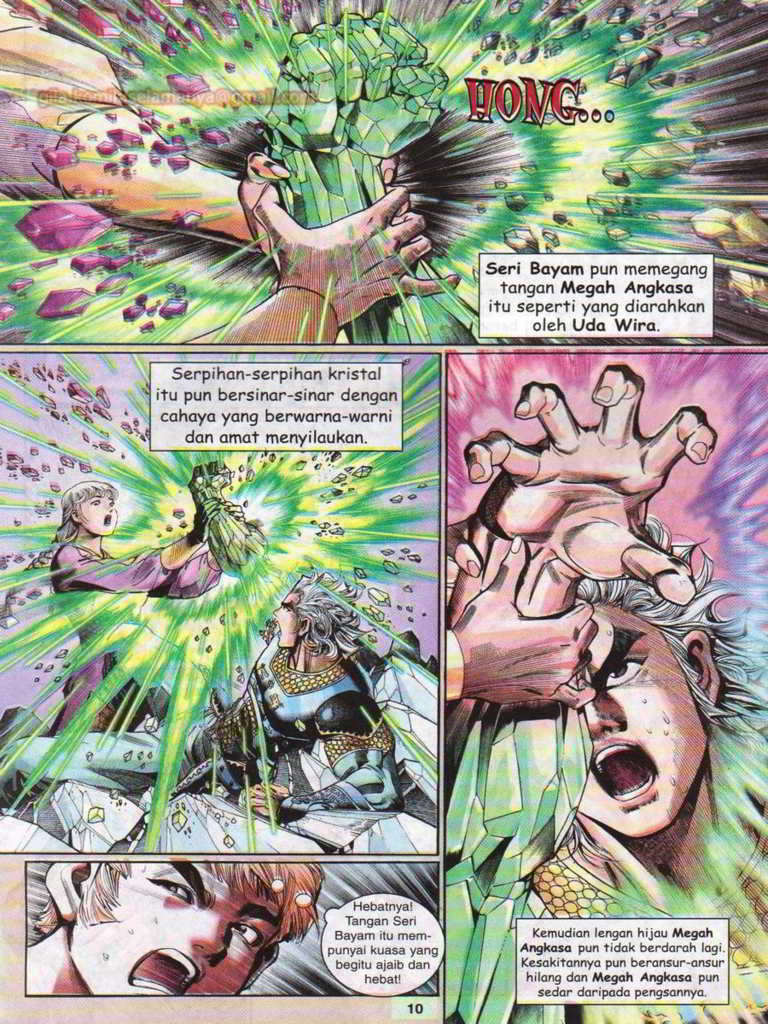 HONG...
Seri Bayam pun memegang
tangan Megah Angkasa
itu seperti yang diarahkan
oleh Uda Wira.
Serpihan-serpihan kristal
itu pun bersinar-sinar dengan
cahaya yang berwarna-warni
dan amat menyilaukan.
Hebatnya!
Tangan Seri
Bayam itu mem-
punyai kuasa yang
begitu ajaib dan
hebat!
Kemudian lengan hijau Megah
Angkasa pun tidak berdarah lagi.
Kesakitannya pun beransur-ansur
hilang dan Megah Angkasa pun
sedar daripada pengsannya.
10